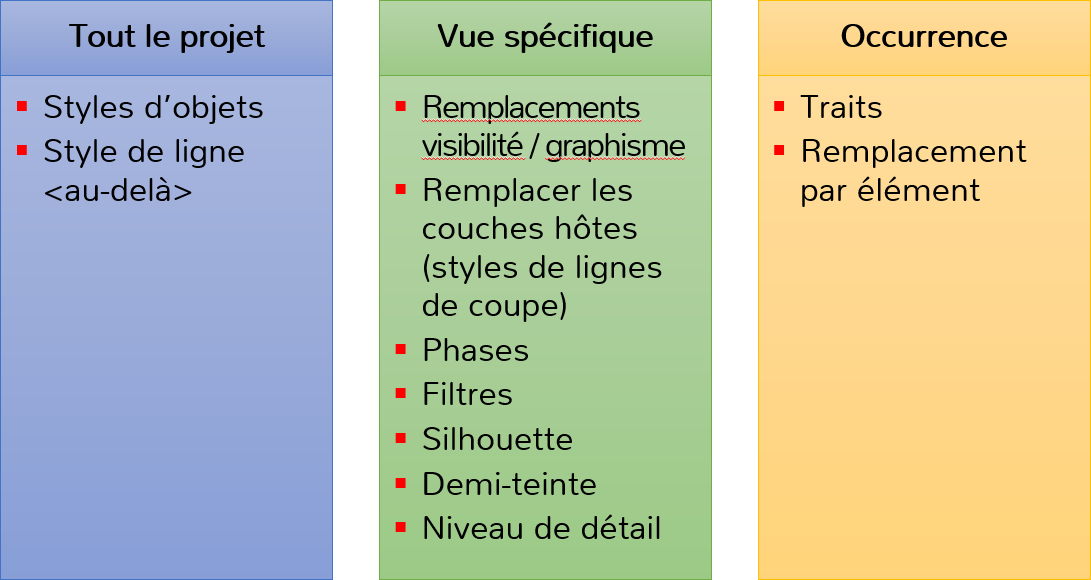 Tout le projet
Styles d’objets
Style de ligne
<au-delà>
Vue spécifique
Remplacements
visibilité / graphisme
Remplacer les
couches hôtes
(styles de lignes
de coupe)
Phases
Filtres
Silhouette
Demi-teinte
Niveau de détail
Occurrence
Traits
Remplacement
par élément